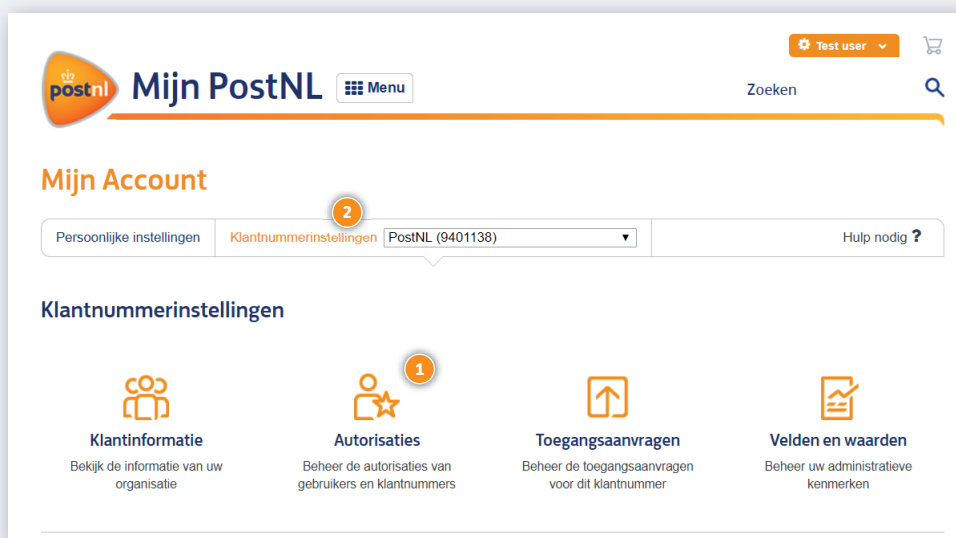 Test user
postnl
Mijn PostNL
Menu
Zoeken
Mijn Account
2
Persoonlijke instellingen
Klantnummerinstellingen
PostNL (9401138)
Hulp nodig ?
Klantnummerinstellingen
1
Klantinformatie
Bekijk de informatie van uw
organisatie
Autorisaties
Beheer de autorisaties van
gebruikers en klantnummers
Toegangsaanvragen
Beheer de toegangsaanvragen
voor dit klantnummer
Velden en waarden
Beheer uw administratieve
kenmerken